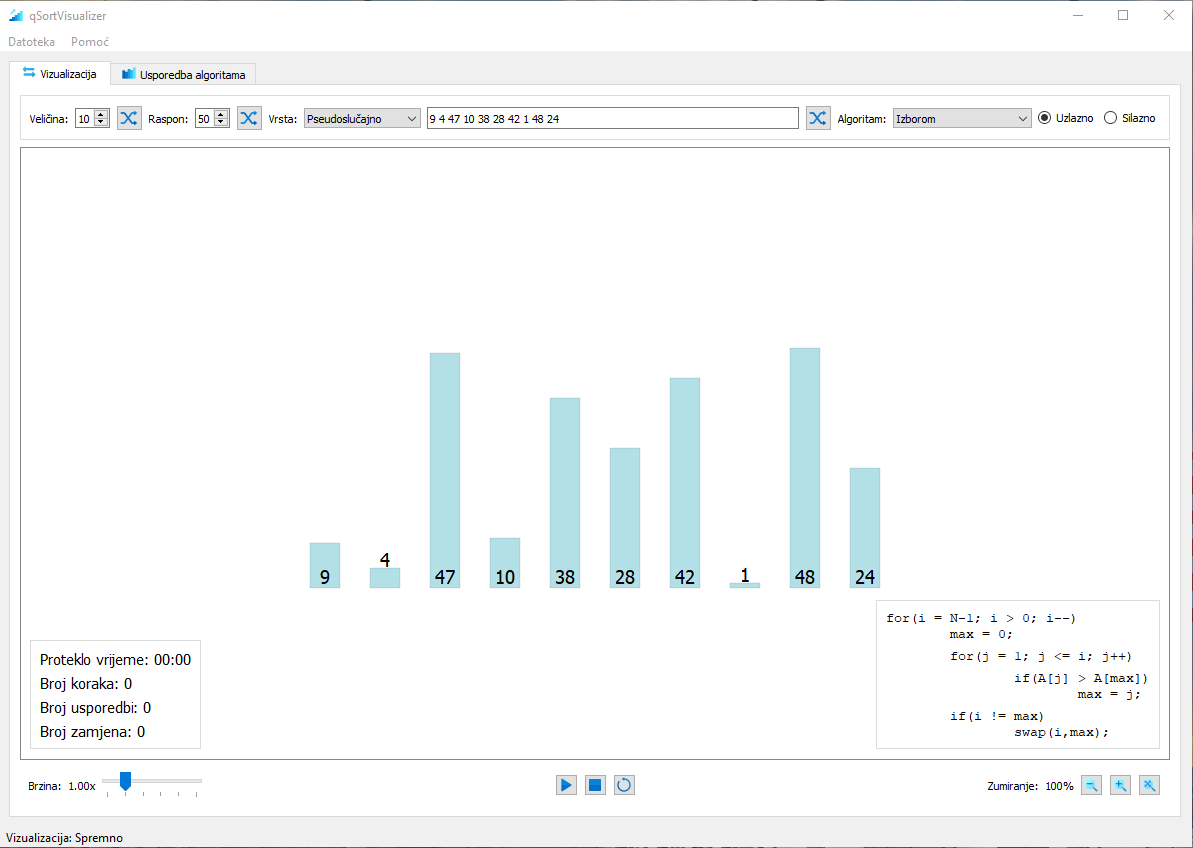 qSortVisualizer
Datoteka Pomoć
Vizualizacija Usporedba algoritama
Veličina: 10 Raspon: 50 Vrsta: Pseudoslučajno 9 4 47 10 38 28 42 1 48 24 Algoritam: Izborom Uzlazno Silazno
9 4 47 10 38 28 42 1 48 24
for(i = N-1; i > 0; i--)
max = 0;
for(j = 1; j <= i; j++)
if(A[j] > A[max])
max = j;
if(i != max)
swap(i,max);
Proteklo vrijeme: 00:00
Broj koraka: 0
Broj usporedbi: 0
Broj zamjena: 0
Brzina: 1.00x Zumiranje: 100%
Vizualizacija: Spremno